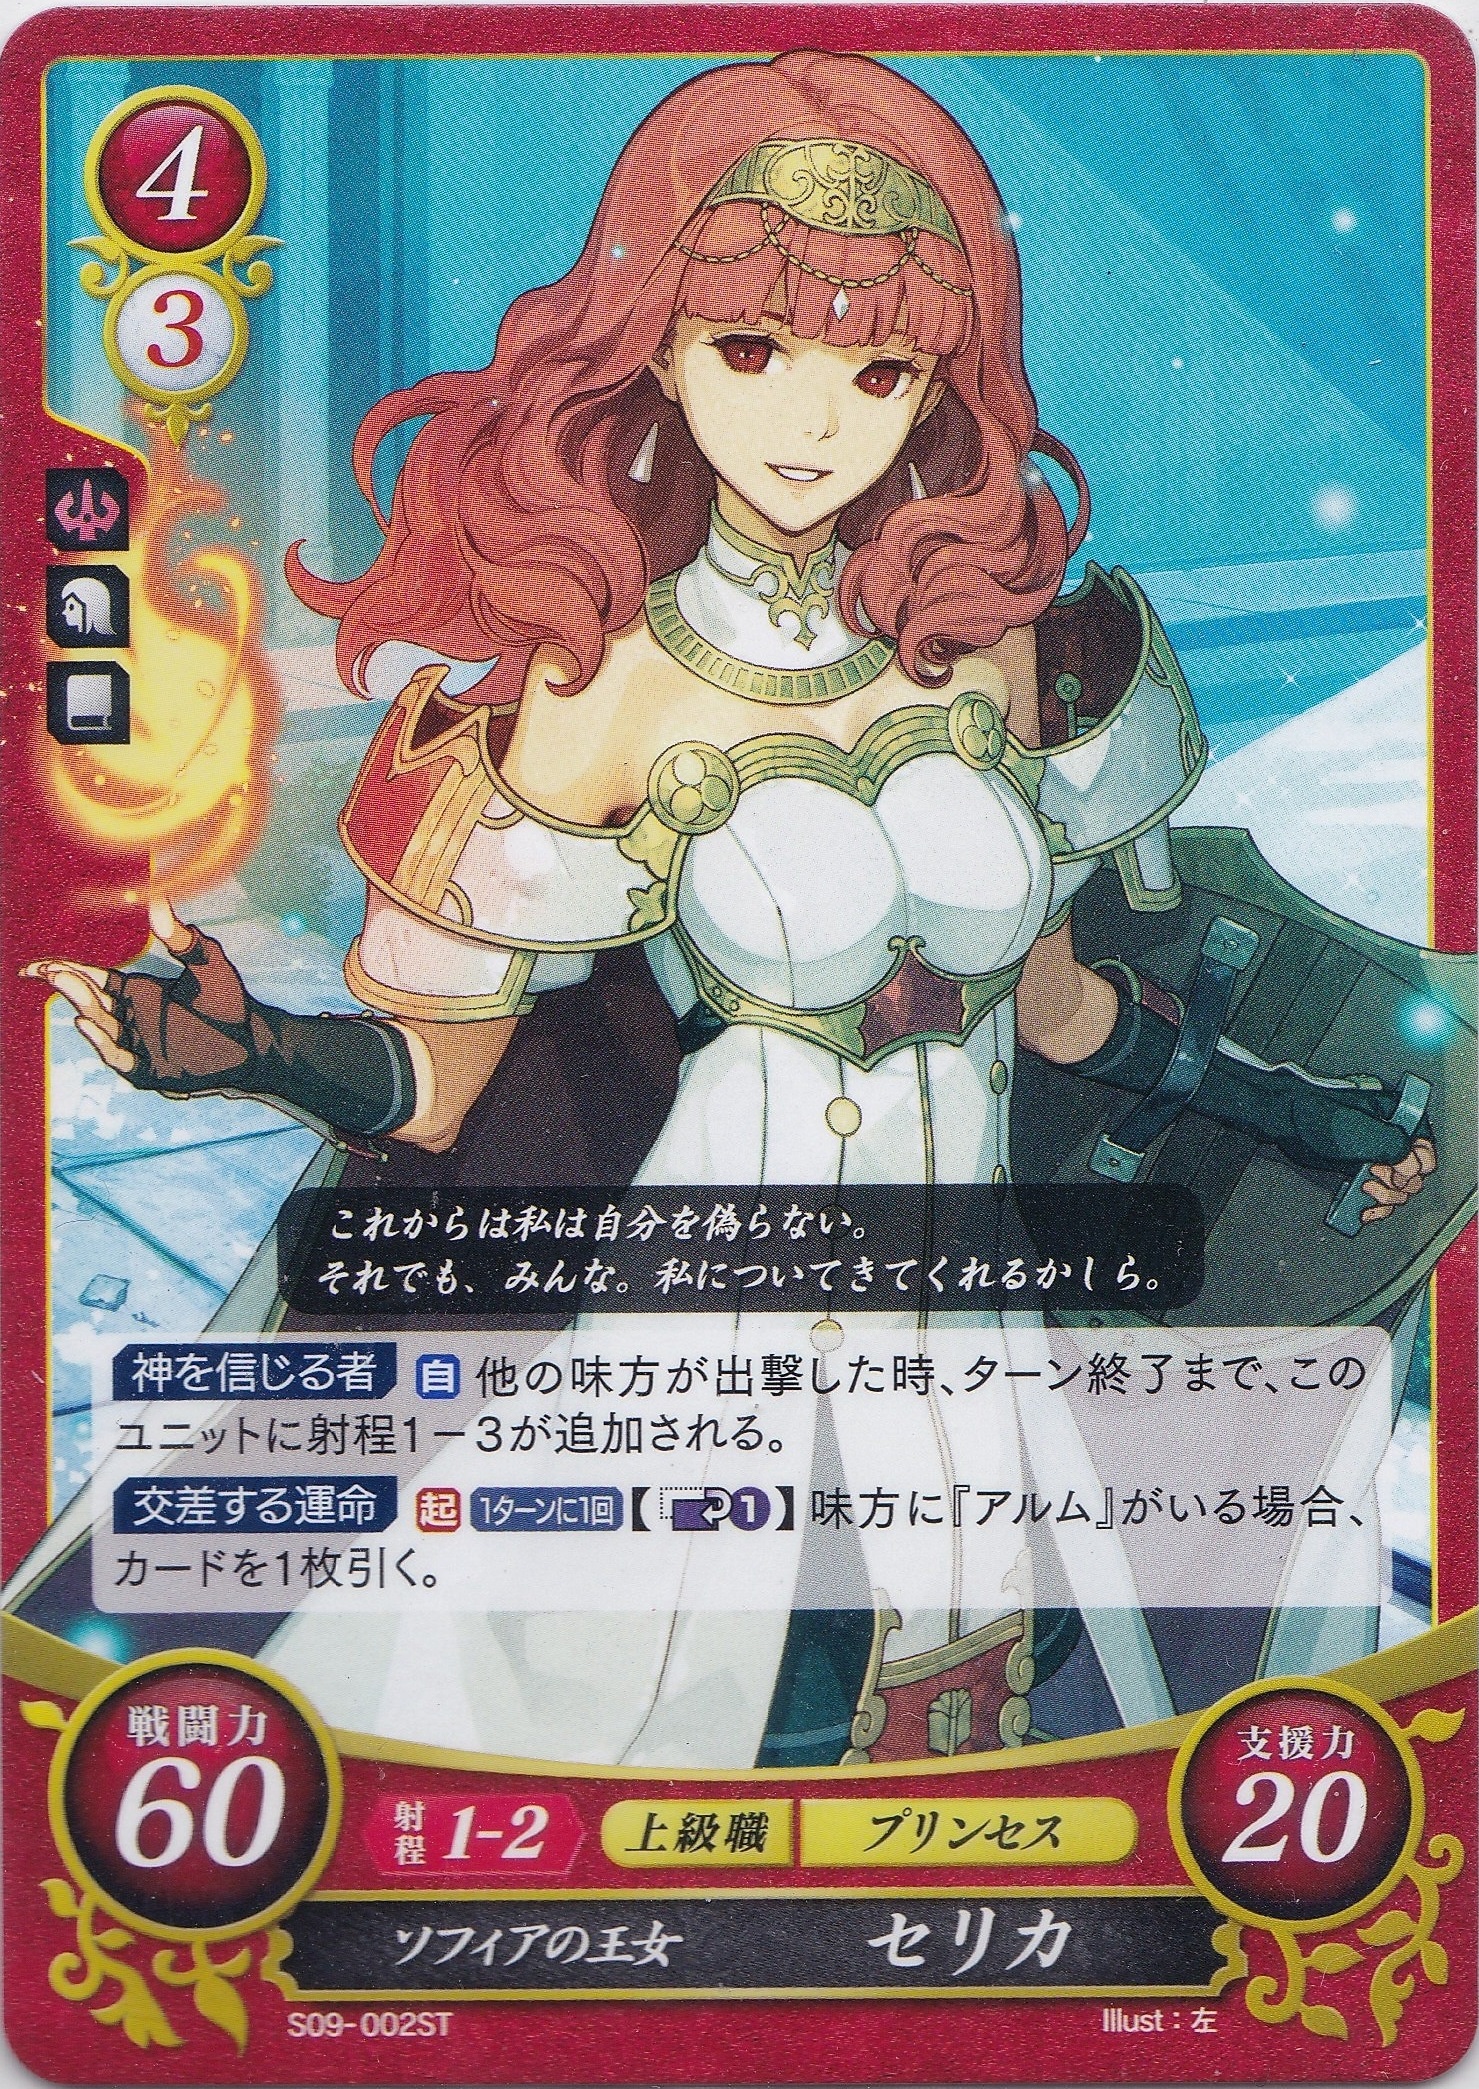 4
3
これからは私は自分を偽らない。
それでも、みんな。私についてきてくれるかしら。
神を信じる者 自 他の味方が出撃した時、ターン終了まで、この
ユニットに射程1－3が追加される。
交差する運命 起 1ターンに1回【1】味方に『アルム』がいる場合、
カードを1枚引く。
戦闘力
60
射程 1-2
上級職 プリンセス
支援力
20
ソフィアの王女 セリカ
S09-002ST
Illust：左